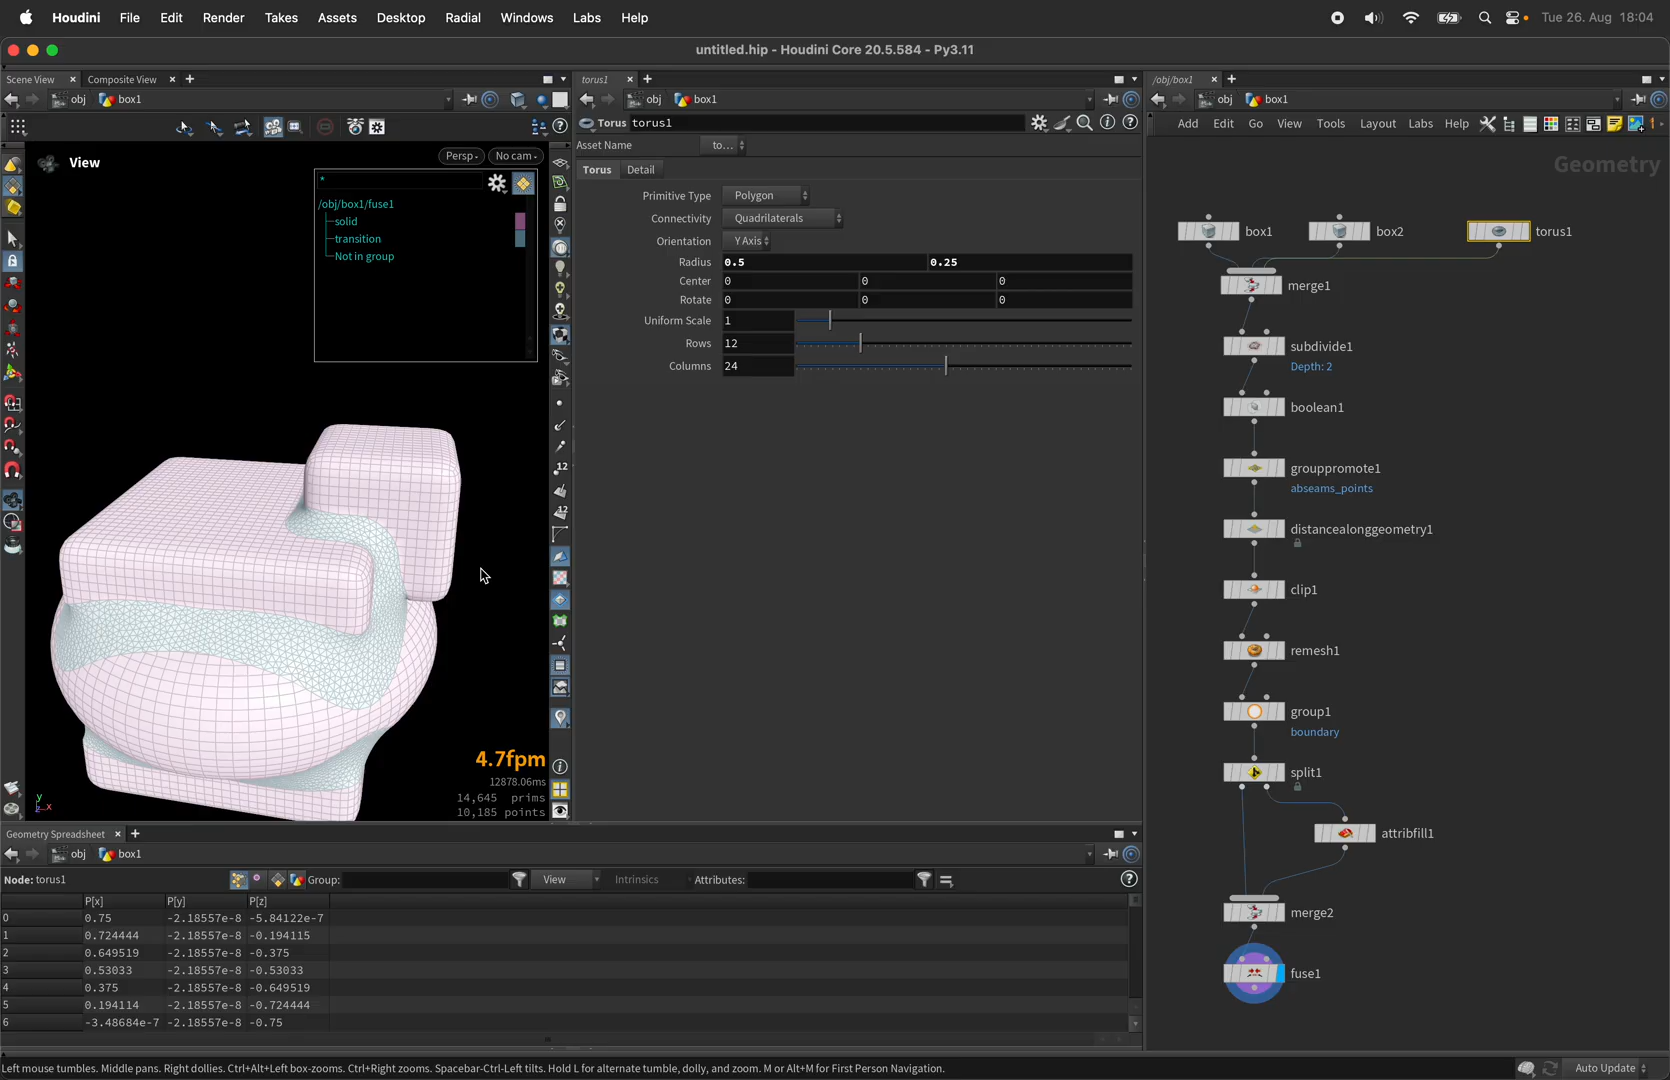 Houdini File Edit Render Takes Assets Desktop Radial Windows Labs Help
Tue 26. Aug 18:04
untitled.hip - Houdini Core 20.5.584 - Py3.11
Scene View Composite View
obj box1
View
Persp No cam
*
/obj/box1/fuse1
solid
transition
Not in group
4.7fpm
12878.06ms
14,645 prims
10,185 points
torus1
obj box1
Torus torus1
Asset Name to...
Torus Detail
Primitive Type Polygon
Connectivity Quadrilaterals
Orientation Y Axis
Radius 0.5 0.25
Center 0 0 0
Rotate 0 0 0
Uniform Scale 1
Rows 12
Columns 24
Geometry Spreadsheet
obj box1
Node: torus1 Group: View Intrinsics Attributes:
P[x] P[y] P[z]
0 0.75 -2.18557e-8 -5.84122e-7
1 0.724444 -2.18557e-8 -0.194115
2 0.649519 -2.18557e-8 -0.375
3 0.53033 -2.18557e-8 -0.53033
4 0.375 -2.18557e-8 -0.649519
5 0.194114 -2.18557e-8 -0.724444
6 -3.48684e-7 -2.18557e-8 -0.75
/obj/box1
obj box1
Add Edit Go View Tools Layout Labs Help
Geometry
box1 box2 torus1
merge1
subdivide1
Depth: 2
boolean1
grouppromote1
abseams_points
distancealonggeometry1
clip1
remesh1
group1
boundary
split1
attribfill1
merge2
fuse1
Left mouse tumbles. Middle pans. Right dollies. Ctrl+Alt+Left box-zooms. Ctrl+Right zooms. Spacebar-Ctrl-Left tilts. Hold L for alternate tumble, dolly, and zoom. M or Alt+M for First Person Navigation.
Auto Update